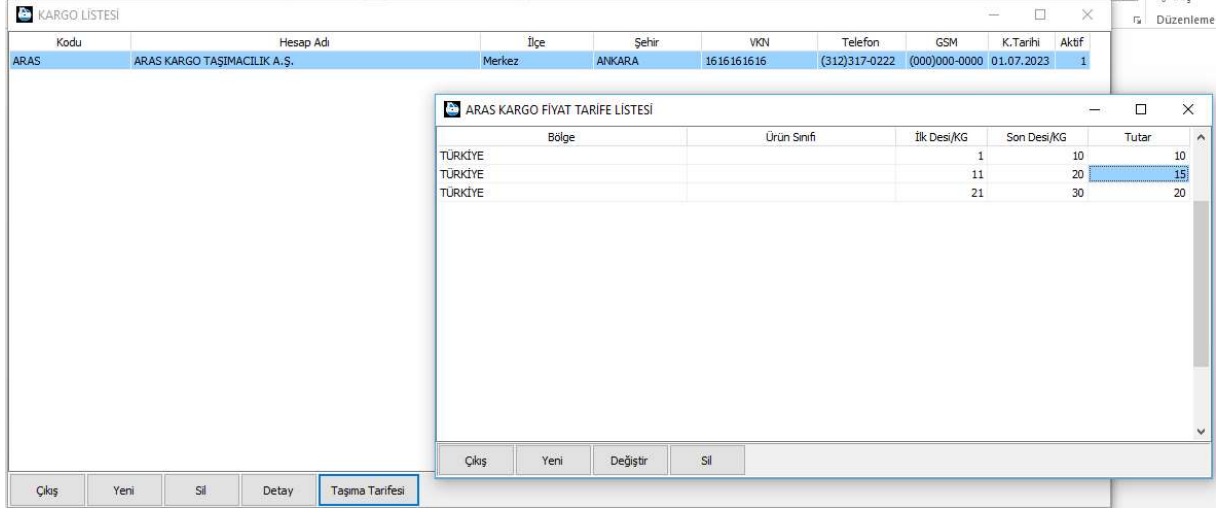 KARGO LİSTESİ
Düzenleme
Kodu Hesap Adı İlçe Şehir VKN Telefon GSM K.Tarihi Aktif
ARAS ARAS KARGO TAŞIMACILIK A.Ş. Merkez ANKARA 1616161616 (312)317-0222 (000)000-0000 01.07.2023 1
ARAS KARGO FİYAT TARİFE LİSTESİ
Bölge Ürün Sınıfı İlk Desi/KG Son Desi/KG Tutar
TÜRKİYE 1 10 10
TÜRKİYE 11 20 15
TÜRKİYE 21 30 20
Çıkış Yeni Değiştir Sil
Çıkış Yeni Sil Detay Taşıma Tarifesi